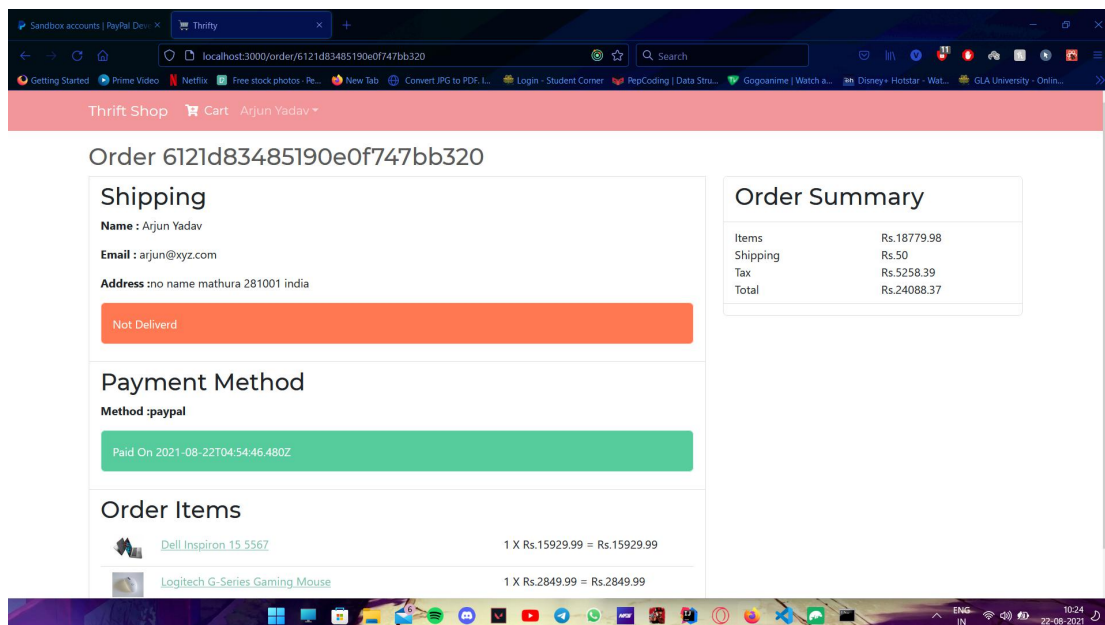 Sandbox accounts | PayPal Deve
Thrifty
localhost:3000/order/6121d83485190e0f747bb320
Search
11
Getting Started
Prime Video
Netflix
Free stock photos · Pe...
New Tab
Convert JPG to PDF. I...
Login - Student Corner
PepCoding | Data Stru...
Gogoanime | Watch a...
Disney+ Hotstar - Wat...
GLA University - Onlin...
Thrift Shop Cart Arjun Yadav
Order 6121d83485190e0f747bb320
Shipping
Name : Arjun Yadav
Email : arjun@xyz.com
Address :no name mathura 281001 india
Not Deliverd
Payment Method
Method :paypal
Paid On 2021-08-22T04:54:46.480Z
Order Items
Dell Inspiron 15 5567 1 X Rs.15929.99 = Rs.15929.99
Logitech G-Series Gaming Mouse 1 X Rs.2849.99 = Rs.2849.99
Order Summary
Items Rs.18779.98
Shipping Rs.50
Tax Rs.5258.39
Total Rs.24088.37
6
ENG
IN
10:24
22-08-2021